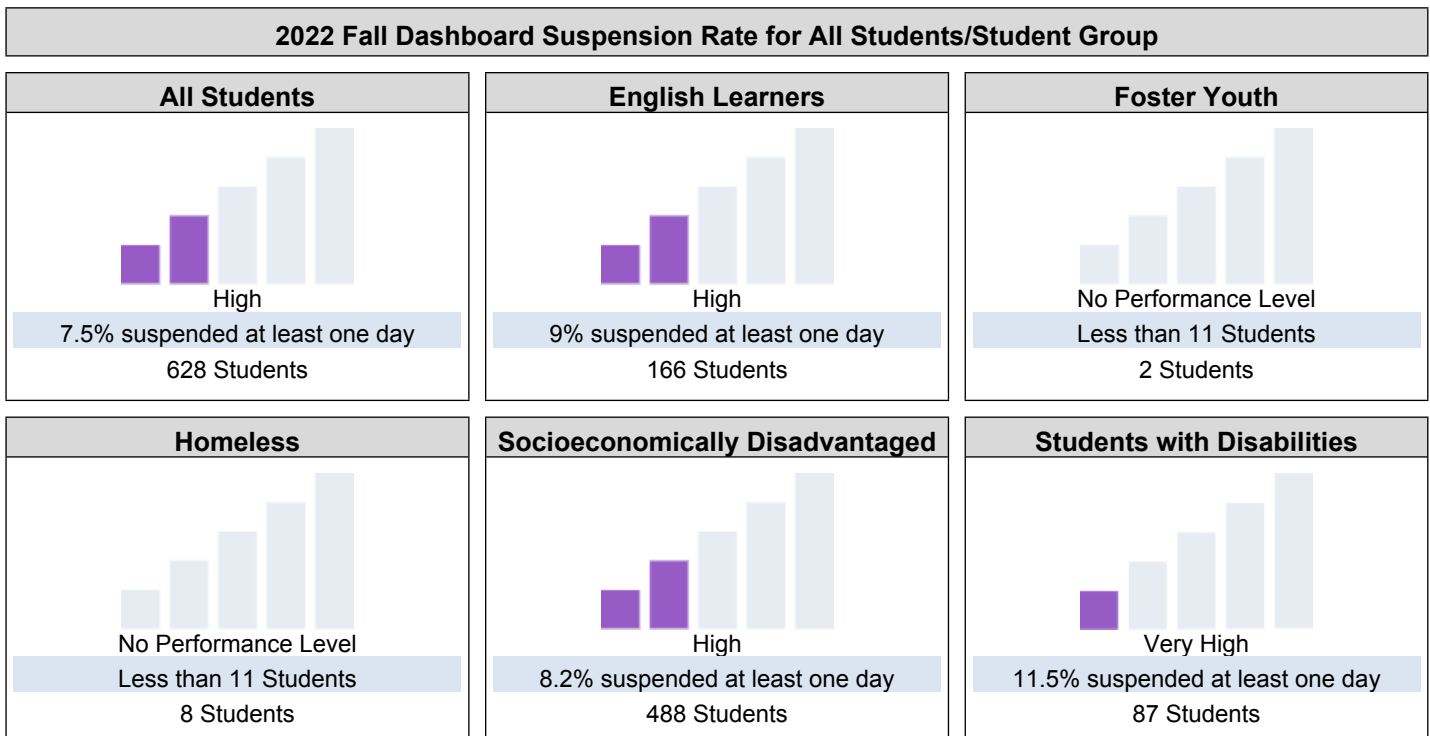 2022 Fall Dashboard Suspension Rate for All Students/Student Group
All Students
High
7.5% suspended at least one day
628 Students
English Learners
High
9% suspended at least one day
166 Students
Foster Youth
No Performance Level
Less than 11 Students
2 Students
Homeless
No Performance Level
Less than 11 Students
8 Students
Socioeconomically Disadvantaged
High
8.2% suspended at least one day
488 Students
Students with Disabilities
Very High
11.5% suspended at least one day
87 Students